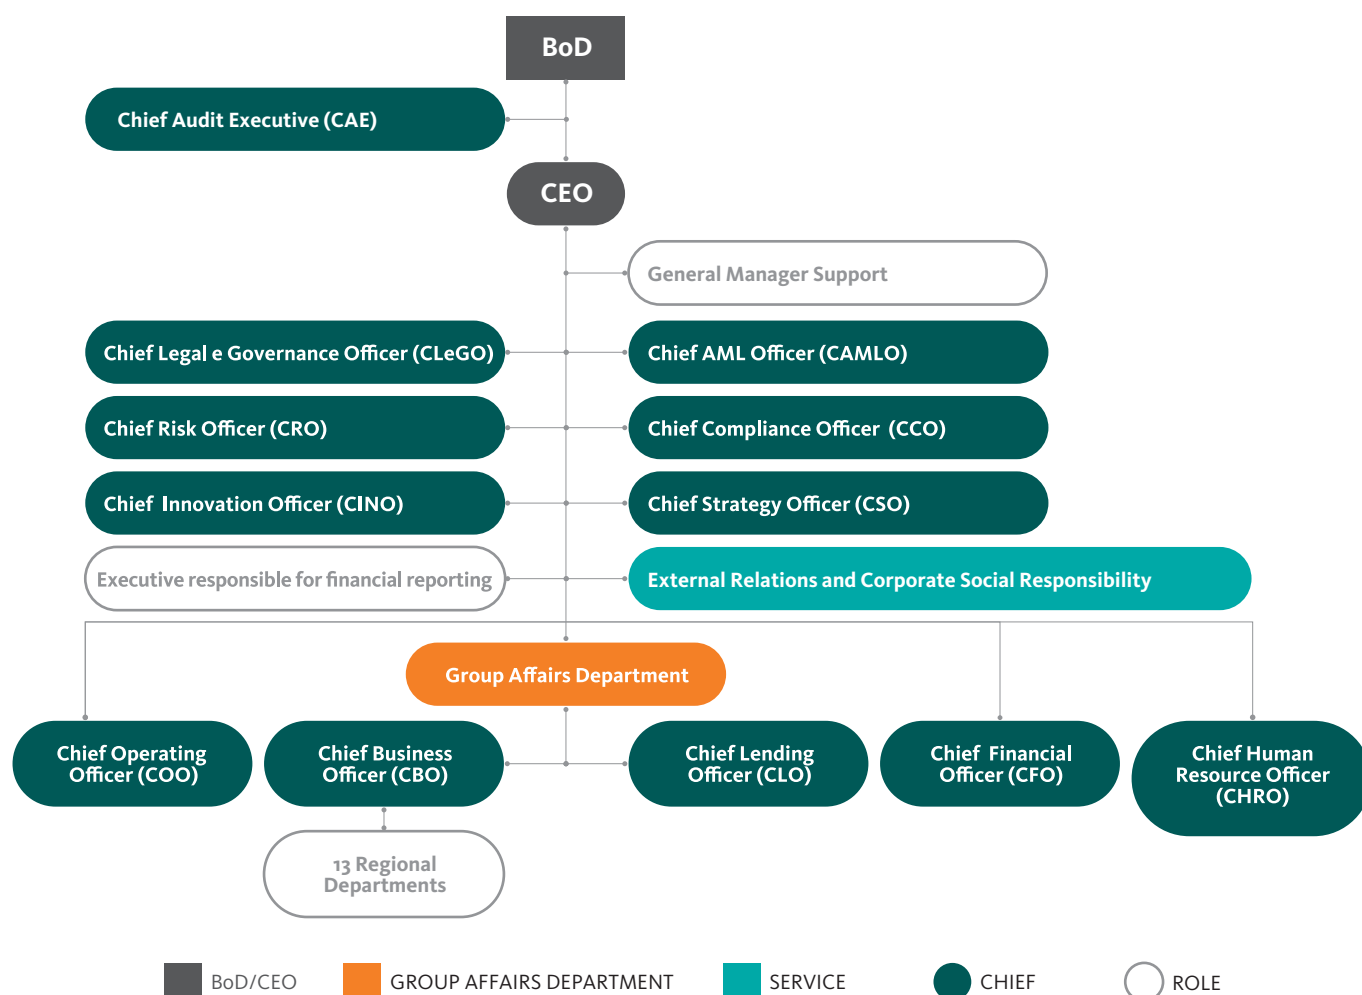 BoD
Chief Audit Executive (CAE)
CEO
General Manager Support
Chief Legal e Governance Officer (CLeGO)
Chief AML Officer (CAMLO)
Chief Risk Officer (CRO)
Chief Compliance Officer (CCO)
Chief Innovation Officer (CINO)
Chief Strategy Officer (CSO)
Executive responsible for financial reporting
External Relations and Corporate Social Responsibility
Group Affairs Department
Chief Operating
Officer (COO)
Chief Business
Officer (CBO)
Chief Lending
Officer (CLO)
Chief Financial
Officer (CFO)
Chief Human
Resource Officer
(CHRO)
13 Regional
Departments
BoD/CEO
GROUP AFFAIRS DEPARTMENT
SERVICE
CHIEF
ROLE